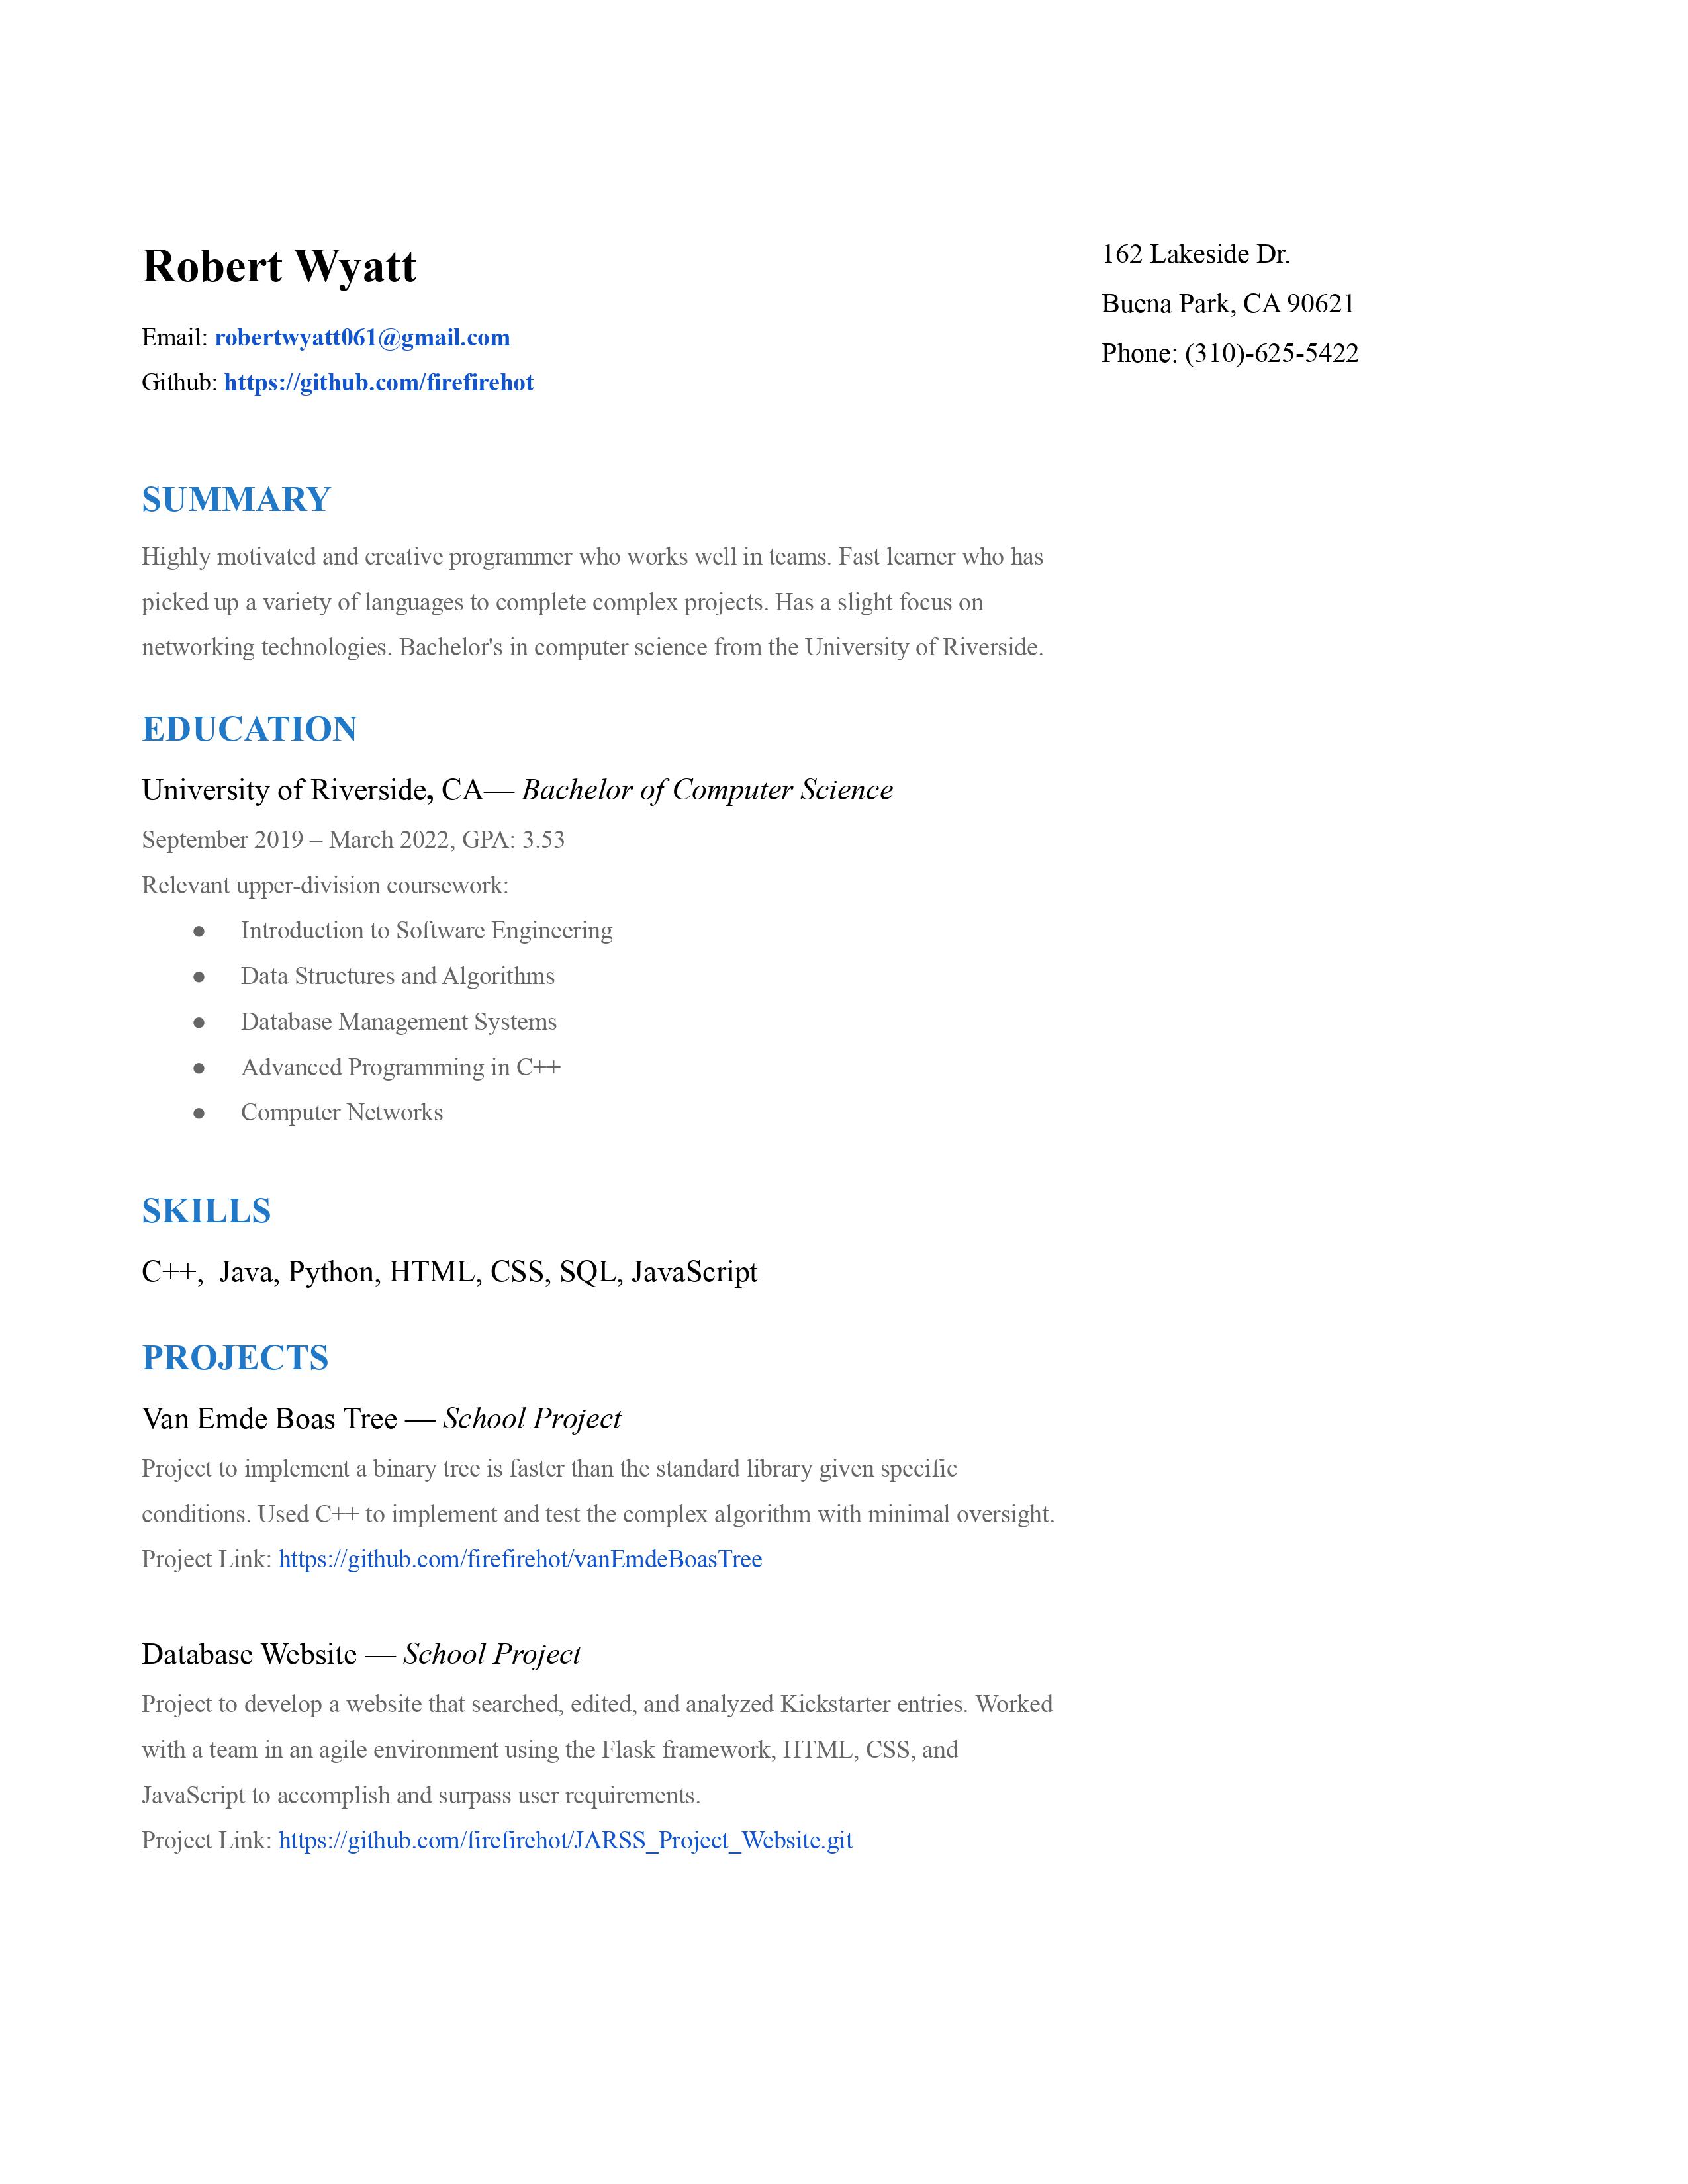 Robert Wyatt
Email: robertwyatt061@gmail.com
Github: https://github.com/firefirehot
162 Lakeside Dr.
Buena Park, CA 90621
Phone: (310)-625-5422
SUMMARY
Highly motivated and creative programmer who works well in teams. Fast learner who has
picked up a variety of languages to complete complex projects. Has a slight focus on
networking technologies. Bachelor's in computer science from the University of Riverside.
EDUCATION
University of Riverside, CA— Bachelor of Computer Science
September 2019 – March 2022, GPA: 3.53
Relevant upper-division coursework:
● Introduction to Software Engineering
● Data Structures and Algorithms
● Database Management Systems
● Advanced Programming in C++
● Computer Networks
SKILLS
C++,  Java, Python, HTML, CSS, SQL, JavaScript
PROJECTS
Van Emde Boas Tree — School Project
Project to implement a binary tree is faster than the standard library given specific
conditions. Used C++ to implement and test the complex algorithm with minimal oversight.
Project Link: https://github.com/firefirehot/vanEmdeBoasTree
Database Website — School Project
Project to develop a website that searched, edited, and analyzed Kickstarter entries. Worked
with a team in an agile environment using the Flask framework, HTML, CSS, and
JavaScript to accomplish and surpass user requirements.
Project Link: https://github.com/firefirehot/JARSS_Project_Website.git